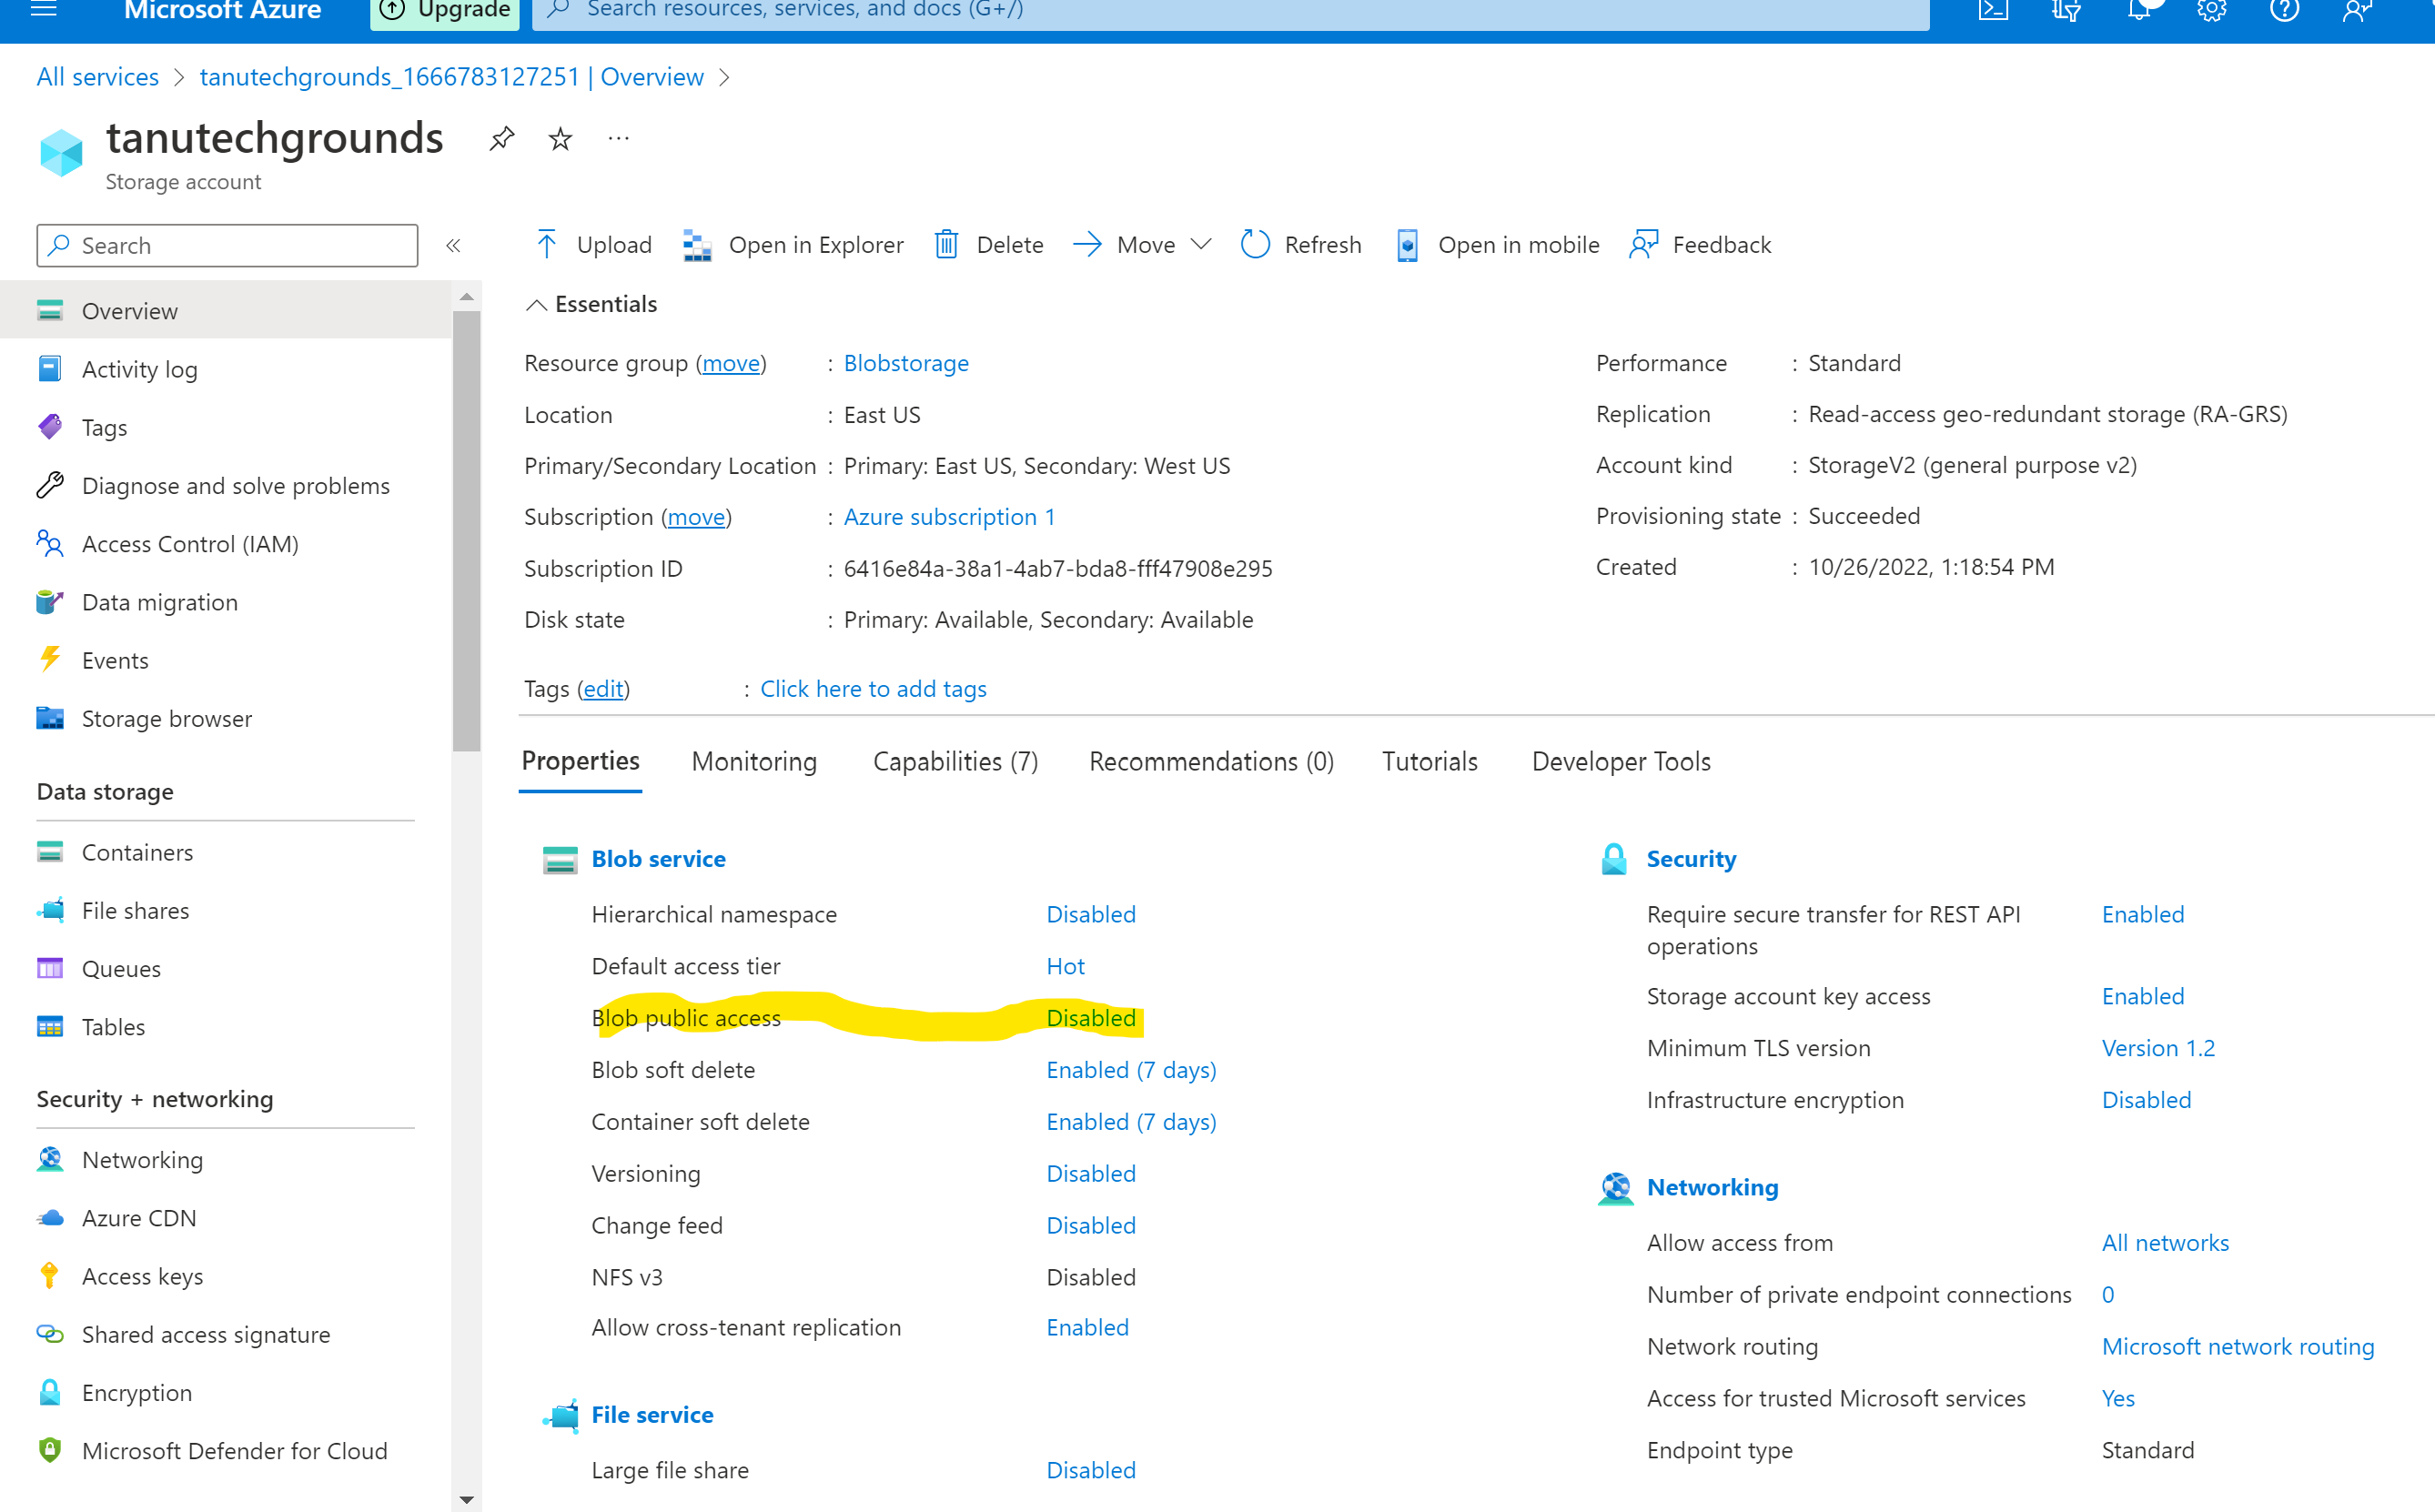 Microsoft Azure
Upgrade
Search resources, services, and docs (G+/)
All services > tanutechgrounds_1666783127251 | Overview >
tanutechgrounds
Storage account
Search
«
Upload
Open in Explorer
Delete
Move
Refresh
Open in mobile
Feedback
Overview
Activity log
Tags
Diagnose and solve problems
Access Control (IAM)
Data migration
Events
Storage browser
Data storage
Containers
File shares
Queues
Tables
Security + networking
Networking
Azure CDN
Access keys
Shared access signature
Encryption
Microsoft Defender for Cloud
Essentials
Resource group (move) : Blobstorage
Location : East US
Primary/Secondary Location : Primary: East US, Secondary: West US
Subscription (move) : Azure subscription 1
Subscription ID : 6416e84a-38a1-4ab7-bda8-fff47908e295
Disk state : Primary: Available, Secondary: Available
Tags (edit) : Click here to add tags
Performance : Standard
Replication : Read-access geo-redundant storage (RA-GRS)
Account kind : StorageV2 (general purpose v2)
Provisioning state : Succeeded
Created : 10/26/2022, 1:18:54 PM
Properties Monitoring Capabilities (7) Recommendations (0) Tutorials Developer Tools
Blob service
Hierarchical namespace Disabled
Default access tier Hot
Blob public access Disabled
Blob soft delete Enabled (7 days)
Container soft delete Enabled (7 days)
Versioning Disabled
Change feed Disabled
NFS v3 Disabled
Allow cross-tenant replication Enabled
File service
Large file share Disabled
Security
Require secure transfer for REST API Enabled
operations
Storage account key access Enabled
Minimum TLS version Version 1.2
Infrastructure encryption Disabled
Networking
Allow access from All networks
Number of private endpoint connections 0
Network routing Microsoft network routing
Access for trusted Microsoft services Yes
Endpoint type Standard